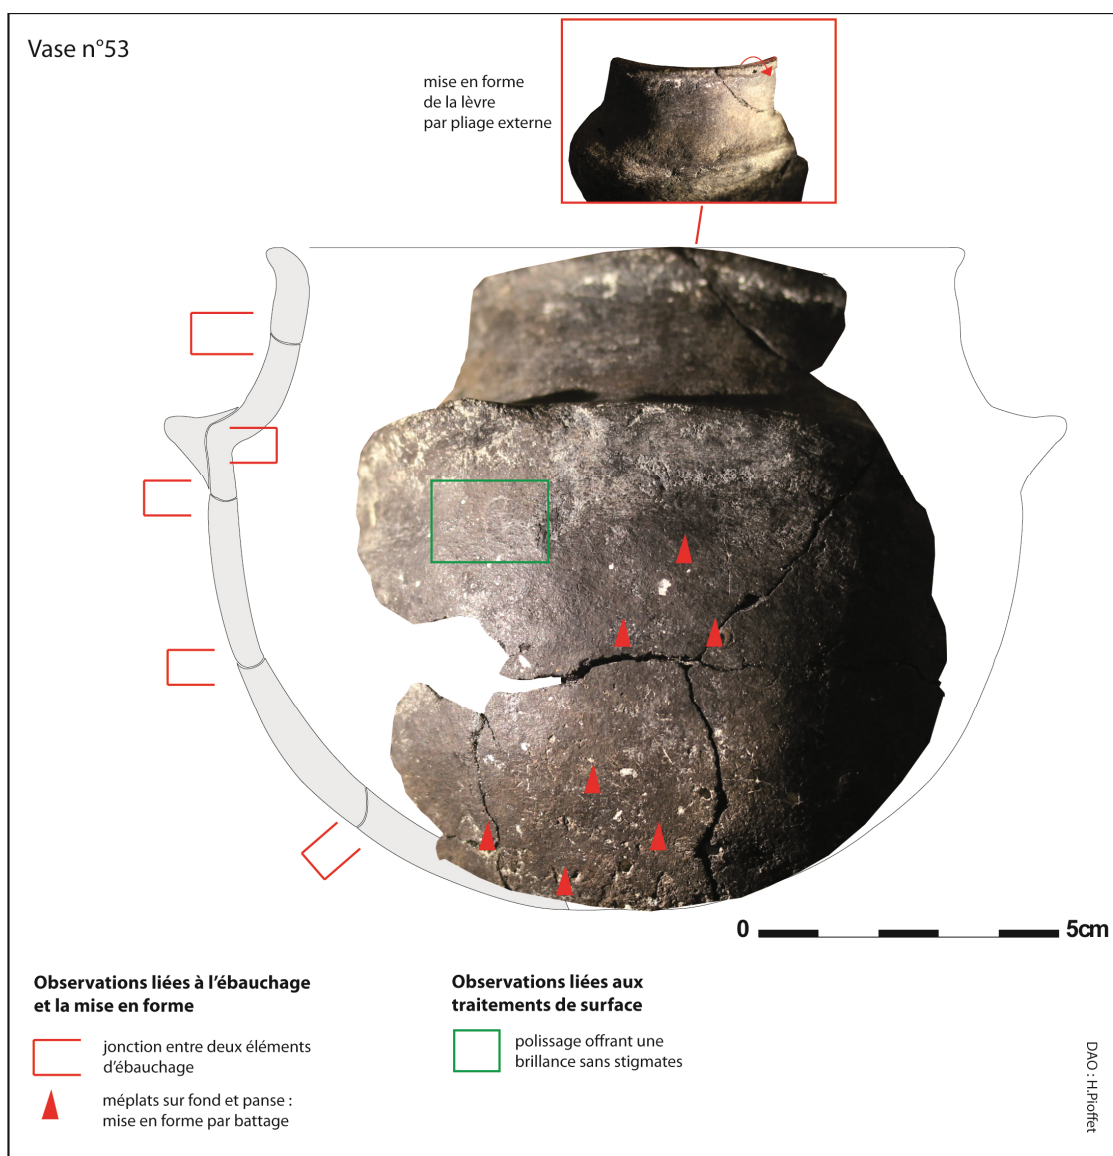 Vase n°53
mise en forme
de la lèvre
par pliage externe
0
5cm
Observations liées à l'ébauchage
et la mise en forme
jonction entre deux éléments
d'ébauchage
méplats sur fond et panse :
mise en forme par battage
Observations liées aux
traitements de surface
polissage offrant une
brillance sans stigmates
DAO : H.Pioffet